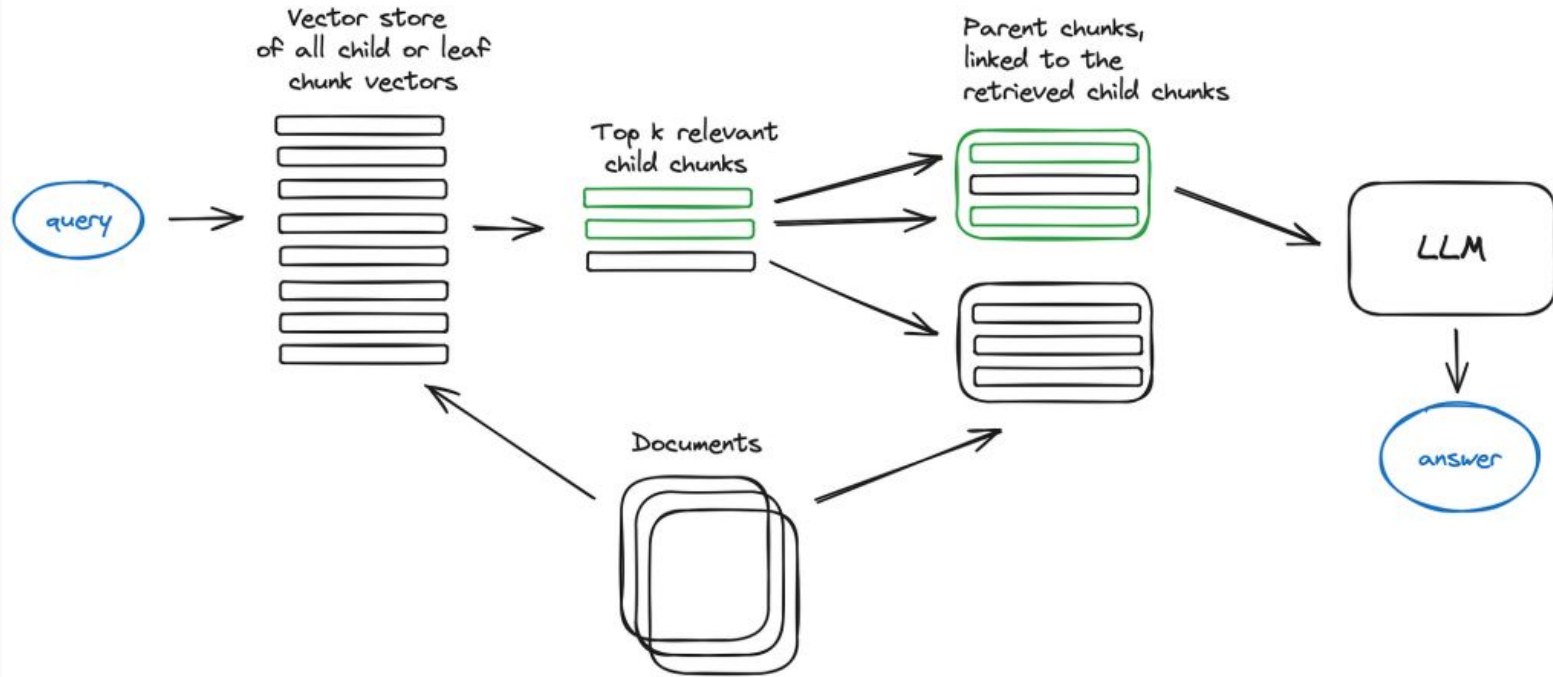 Vector store
of all child or leaf
chunk vectors
Parent chunks,
linked to the
retrieved child chunks
Top k relevant
child chunks
query
LLM
Documents
answer